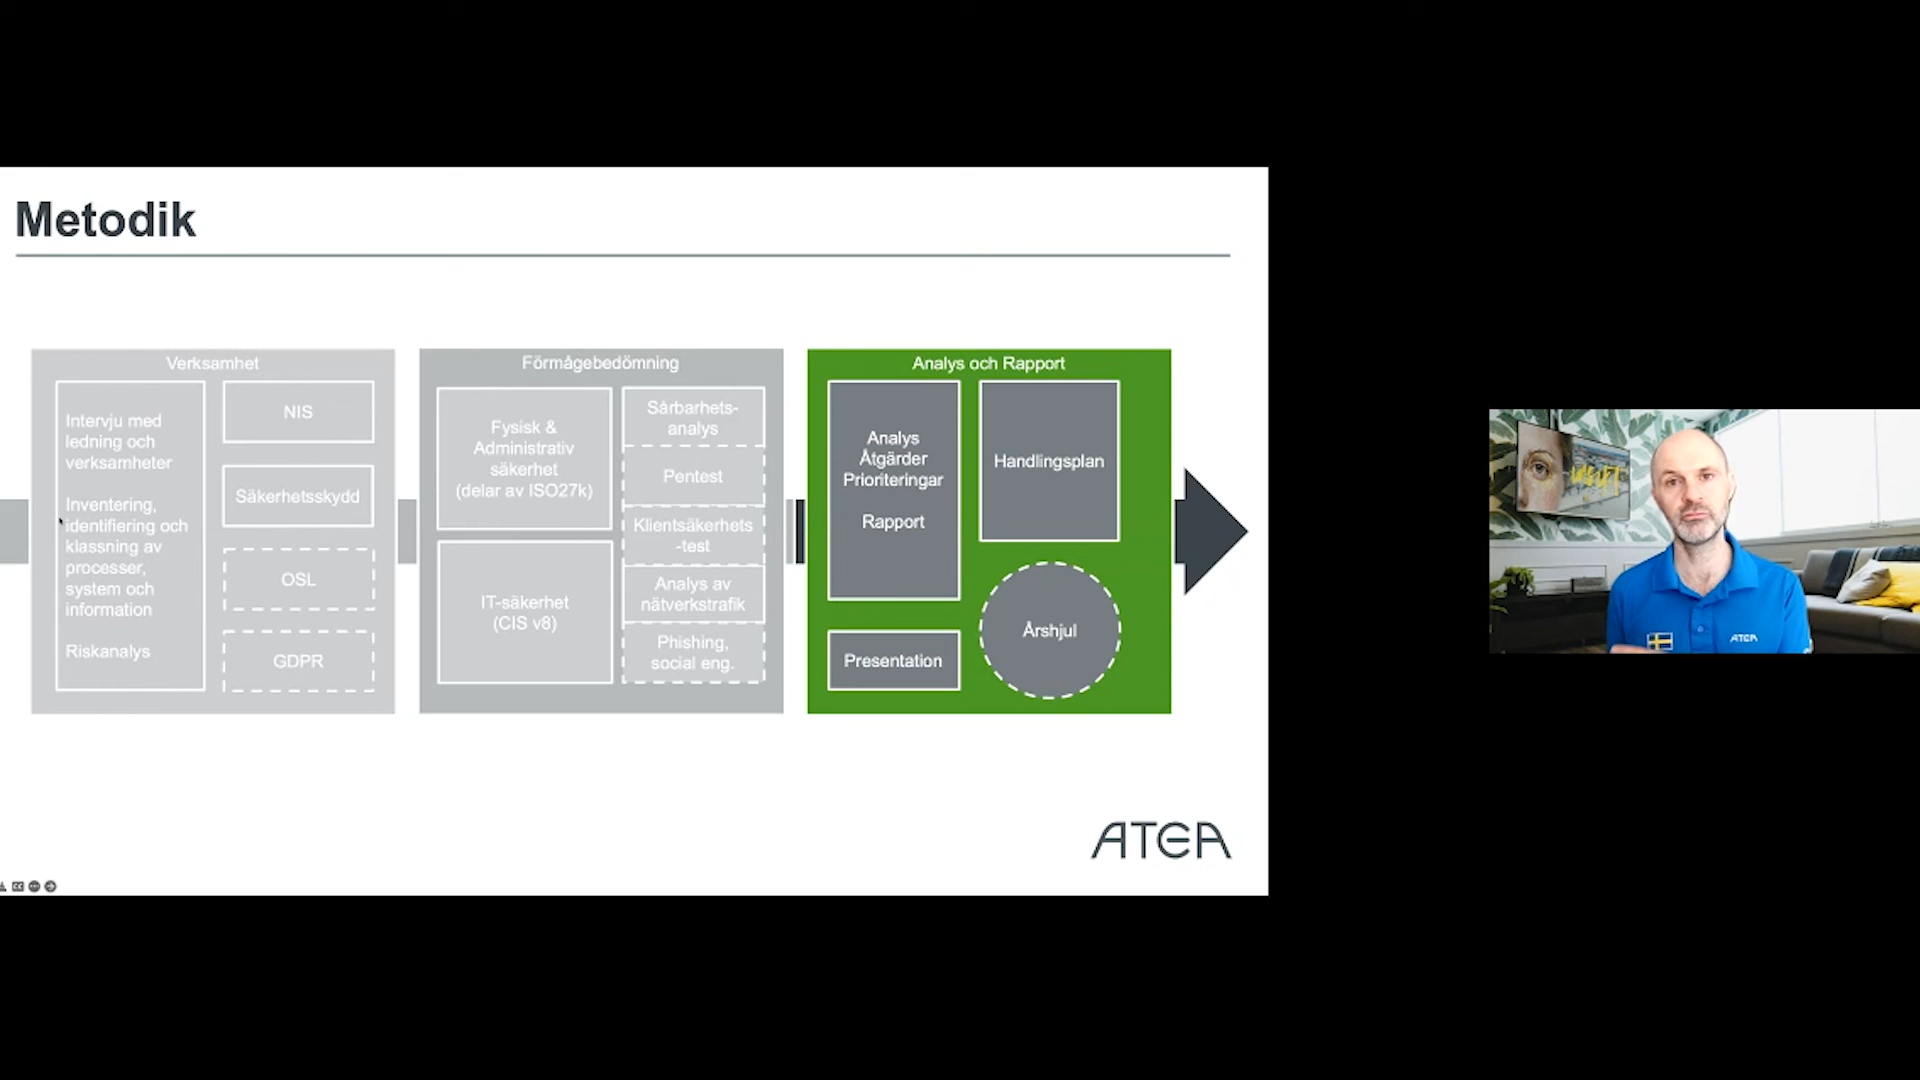 Metodik
Verksamhet
Intervju med
ledning och
verksamheter
Inventering,
identifiering och
klassning av
processer,
system och
information
Riskanalys
NIS
Säkerhetsskydd
OSL
GDPR
Förmågebedömning
Fysisk &
Administrativ
säkerhet
(delar av ISO27k)
IT-säkerhet
(CIS v8)
Sårbarhets-
analys
Pentest
Klientsäkerhets
-test
Analys av
nätverkstrafik
Phishing,
social eng.
Analys och Rapport
Analys
Åtgärder
Prioriteringar
Rapport
Presentation
Handlingsplan
Årshjul
ATEA
insikt
ATEA